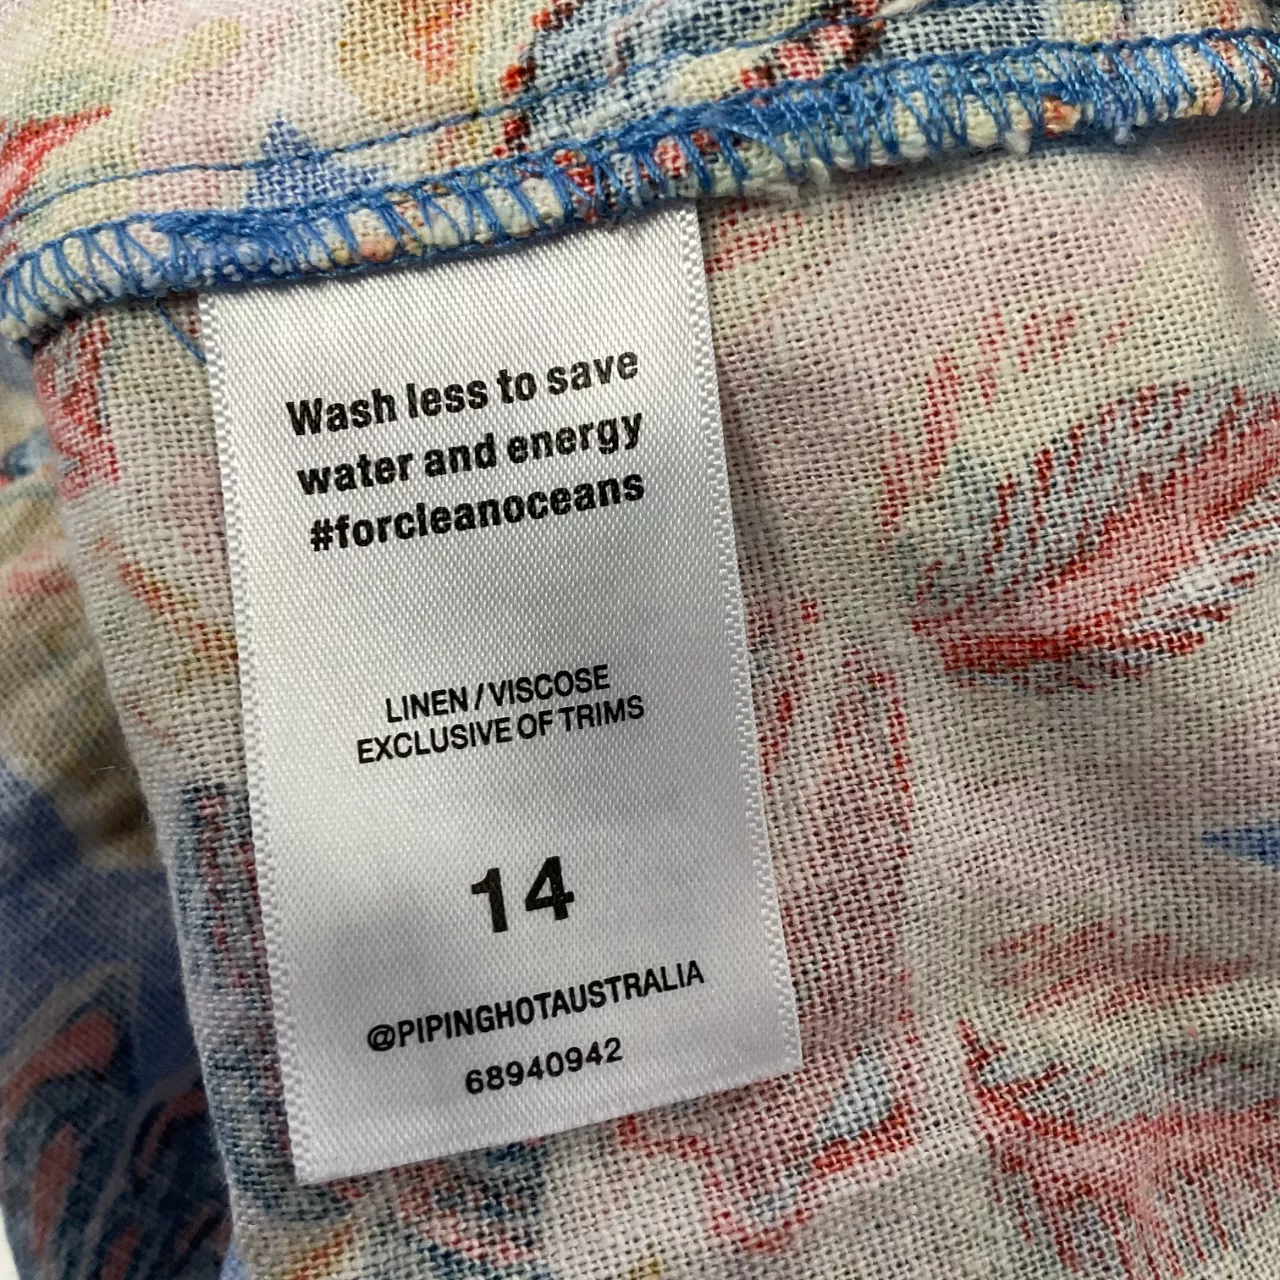 Wash less to save
water and energy
#forcleanoceans
LINEN / VISCOSE
EXCLUSIVE OF TRIMS
14
@PIPINGHOTAUSTRALIA
68940942